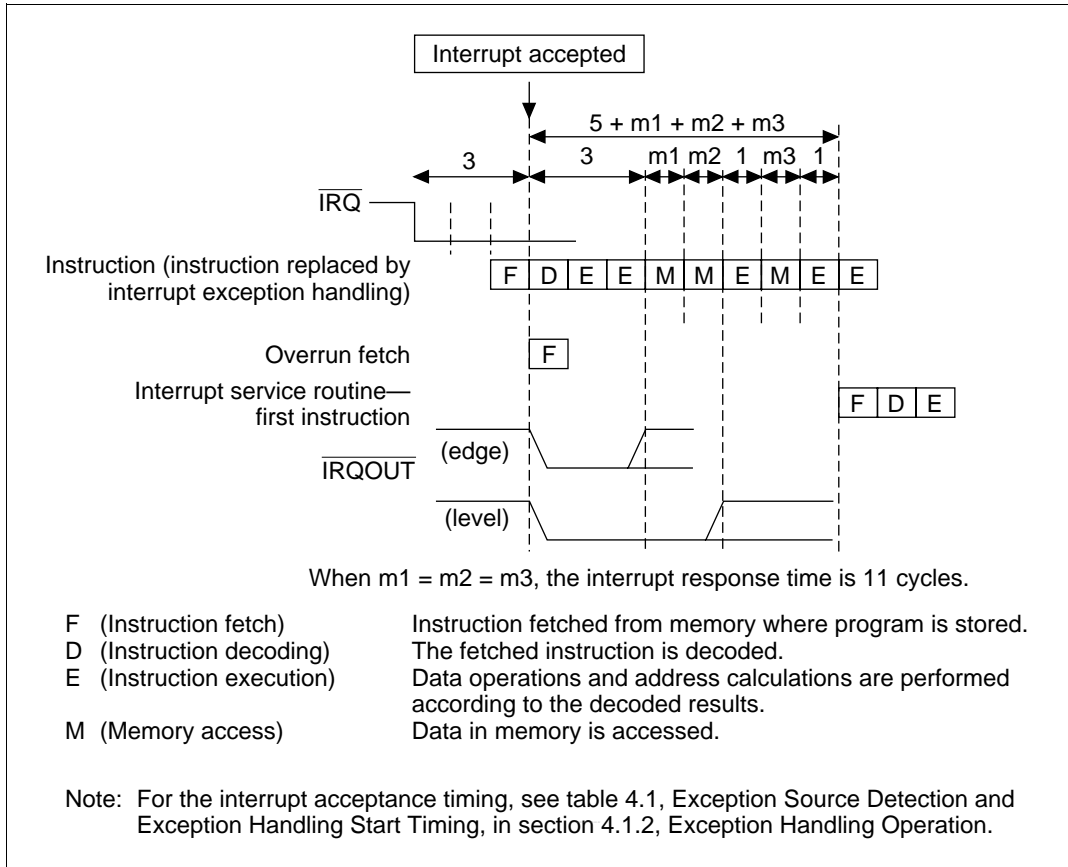 Interrupt accepted
5 + m1 + m2 + m3
3 3 m1 m2 1 m3 1
IRQ
Instruction (instruction replaced by
interrupt exception handling)
F D E E M M E M E E
Overrun fetch
F
Interrupt service routine—
first instruction
F D E
IRQOUT
(edge)
(level)
When m1 = m2 = m3, the interrupt response time is 11 cycles.
F (Instruction fetch) Instruction fetched from memory where program is stored.
D (Instruction decoding) The fetched instruction is decoded.
E (Instruction execution) Data operations and address calculations are performed
according to the decoded results.
M (Memory access) Data in memory is accessed.
Note: For the interrupt acceptance timing, see table 4.1, Exception Source Detection and
Exception Handling Start Timing, in section 4.1.2, Exception Handling Operation.